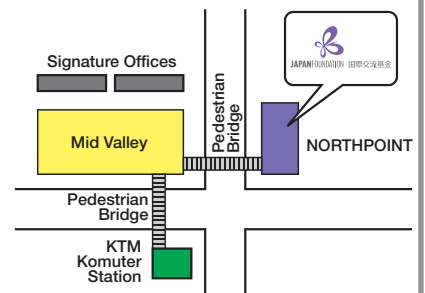 Signature Offices
JAPANFOUNDATION 国際交流基金
Mid Valley
Pedestrian
Bridge
NORTHPOINT
Pedestrian
Bridge
KTM
Komuter
Station